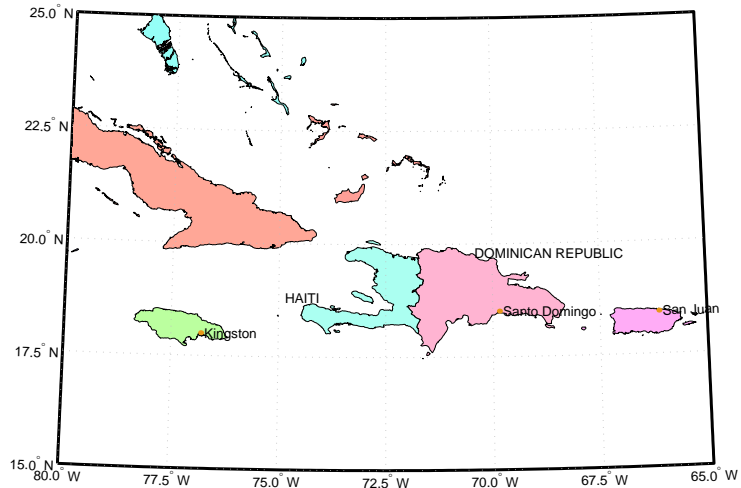 25.0° N
22.5° N
20.0° N
DOMINICAN REPUBLIC
HAITI
Santo Domingo
San Juan
Kingston
17.5° N
15.0° N
80.0° W
77.5° W
75.0° W
72.5° W
70.0° W
67.5° W
65.0° W